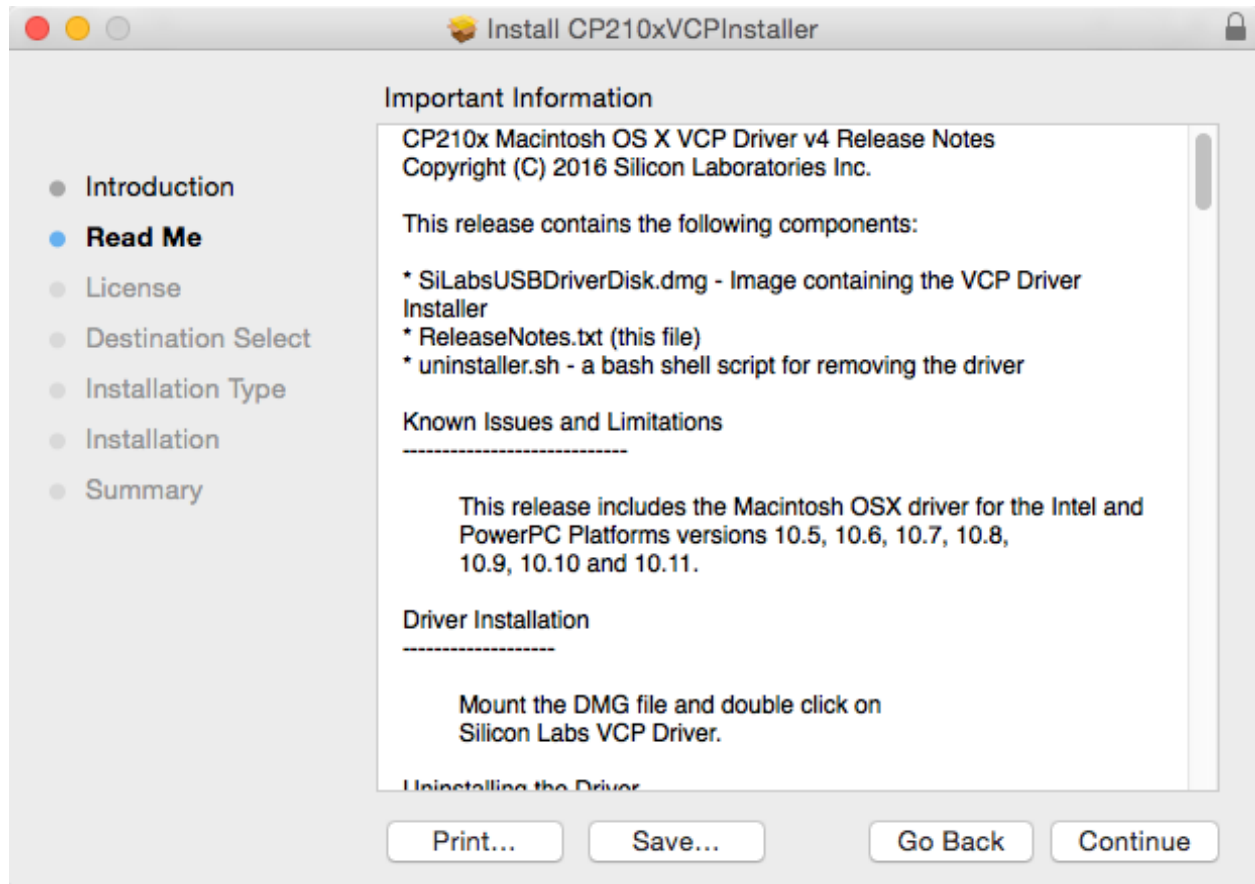 Install CP210xVCPInstaller
Important Information
Introduction
Read Me
License
Destination Select
Installation Type
Installation
Summary
CP210x Macintosh OS X VCP Driver v4 Release Notes
Copyright (C) 2016 Silicon Laboratories Inc.
This release contains the following components:
* SiLabsUSBDriverDisk.dmg - Image containing the VCP Driver
Installer
* ReleaseNotes.txt (this file)
* uninstaller.sh - a bash shell script for removing the driver
Known Issues and Limitations
----------------------------
This release includes the Macintosh OSX driver for the Intel and
PowerPC Platforms versions 10.5, 10.6, 10.7, 10.8,
10.9, 10.10 and 10.11.
Driver Installation
-------------------
Mount the DMG file and double click on
Silicon Labs VCP Driver.
Uninstalling the Driver
Print...
Save...
Go Back
Continue